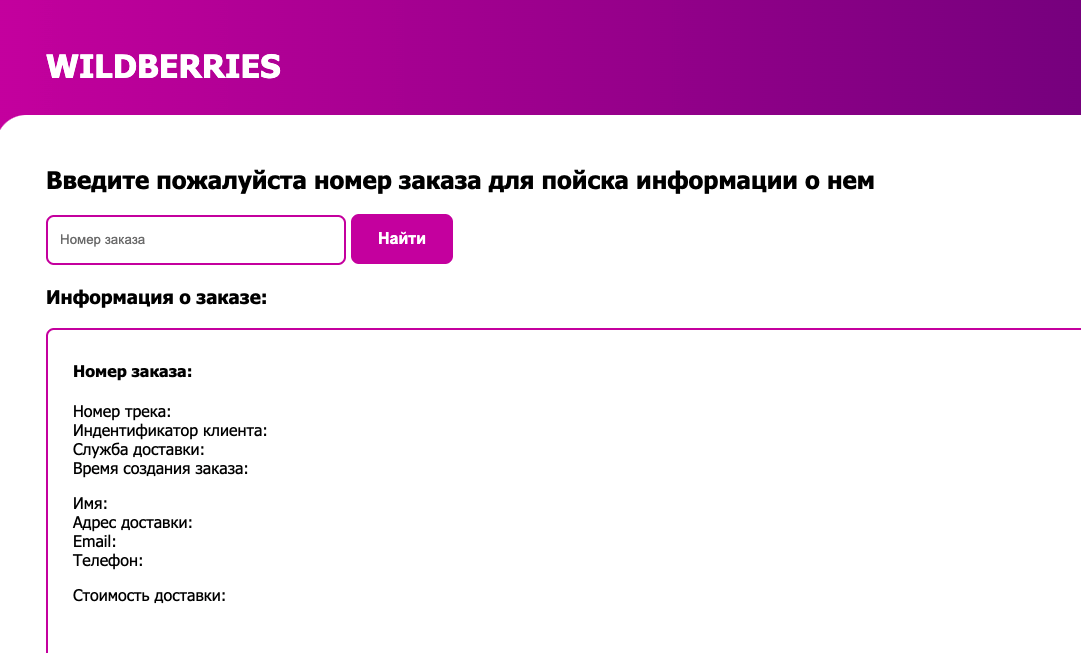 WILDBERRIES
Введите пожалуйста номер заказа для пойска информации о нем
Номер заказа
Найти
Информация о заказе:
Номер заказа:
Номер трека:
Индентификатор клиента:
Служба доставки:
Время создания заказа:
Имя:
Адрес доставки:
Email:
Телефон:
Стоимость доставки: